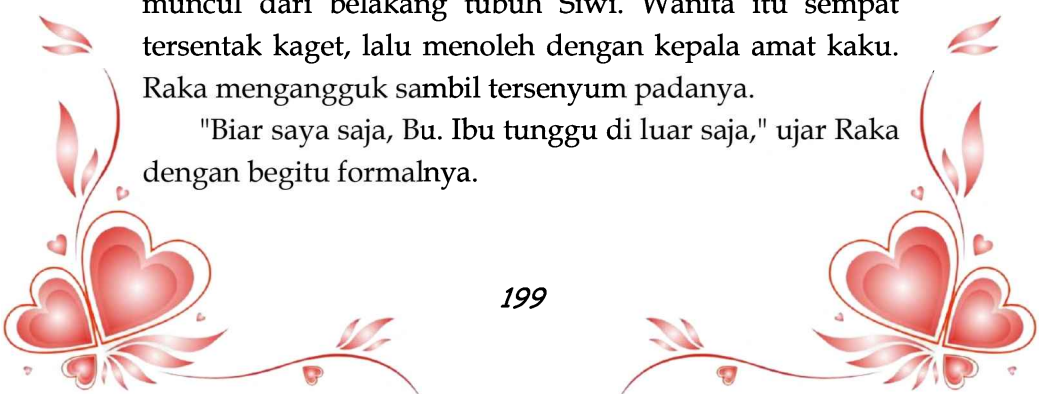 muncul dari belakang tubuh Siwi. Wanita itu sempat
tersentak kaget, lalu menoleh dengan kepala amat kaku.
Raka mengangguk sambil tersenyum padanya.
"Biar saya saja, Bu. Ibu tunggu di luar saja," ujar Raka
dengan begitu formalnya.
199